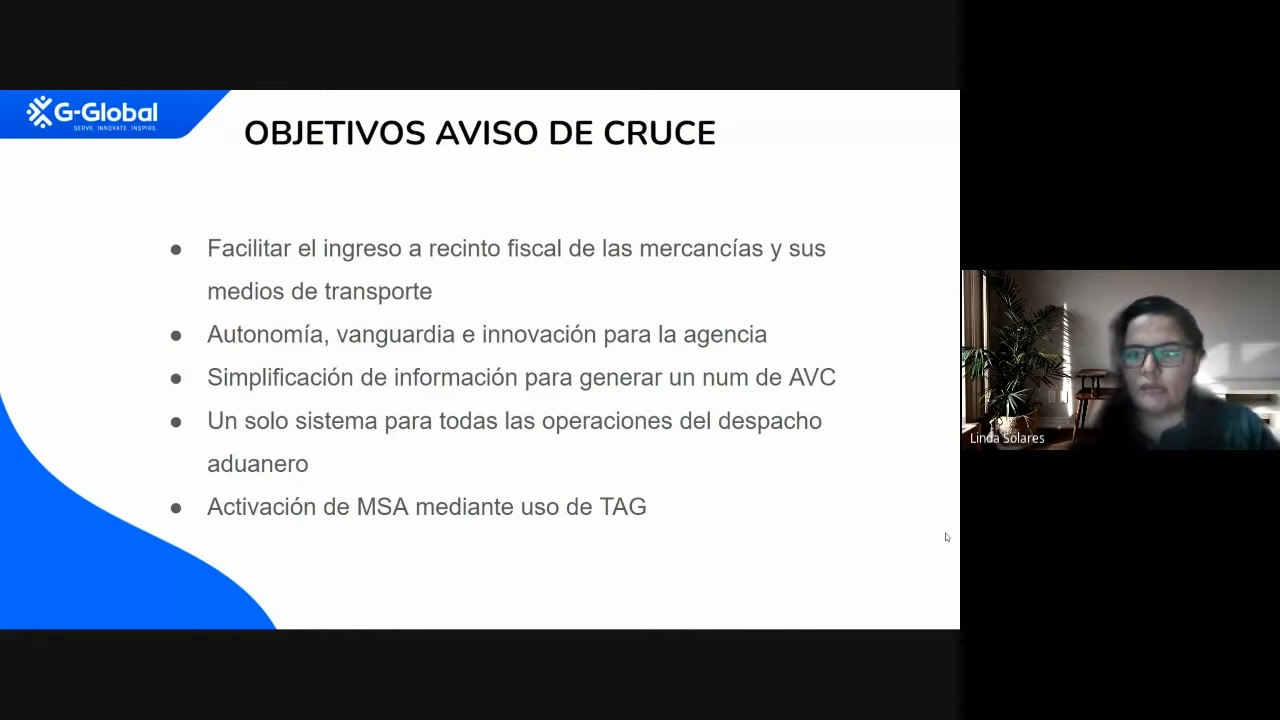 G-Global
SERVE. INNOVATE. INSPIRE.
OBJETIVOS AVISO DE CRUCE
● Facilitar el ingreso a recinto fiscal de las mercancías y sus
medios de transporte
● Autonomía, vanguardia e innovación para la agencia
● Simplificación de información para generar un num de AVC
● Un solo sistema para todas las operaciones del despacho
aduanero
● Activación de MSA mediante uso de TAG
Linda Solares